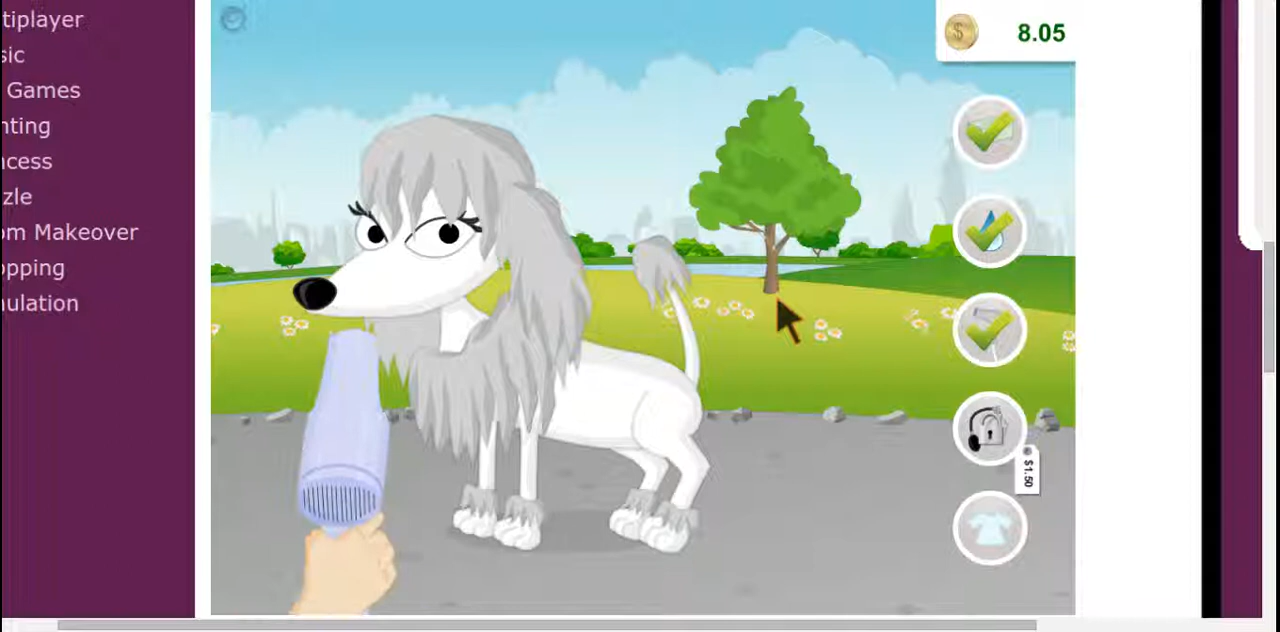 tiplayer
sic
Games
nting
ncess
zle
om Makeover
opping
nulation
8.05
$1.50